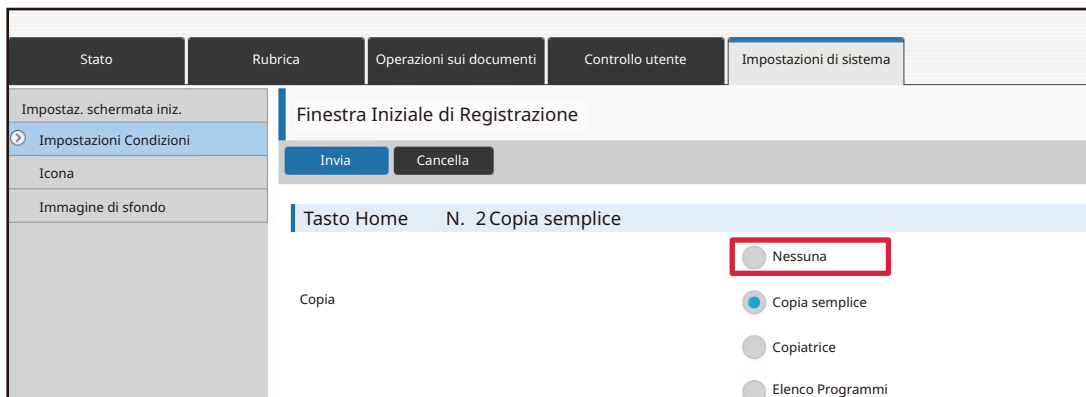 Stato Rubrica Operazioni sui documenti Controllo utente Impostazioni di sistema
Impostaz. schermata iniz.
Impostazioni Condizioni
Icona
Immagine di sfondo
Finestra Iniziale di Registrazione
Invia Cancella
Tasto Home N. 2 Copia semplice
Nessuna
Copia
Copia semplice
Copiatrice
Elenco Programmi